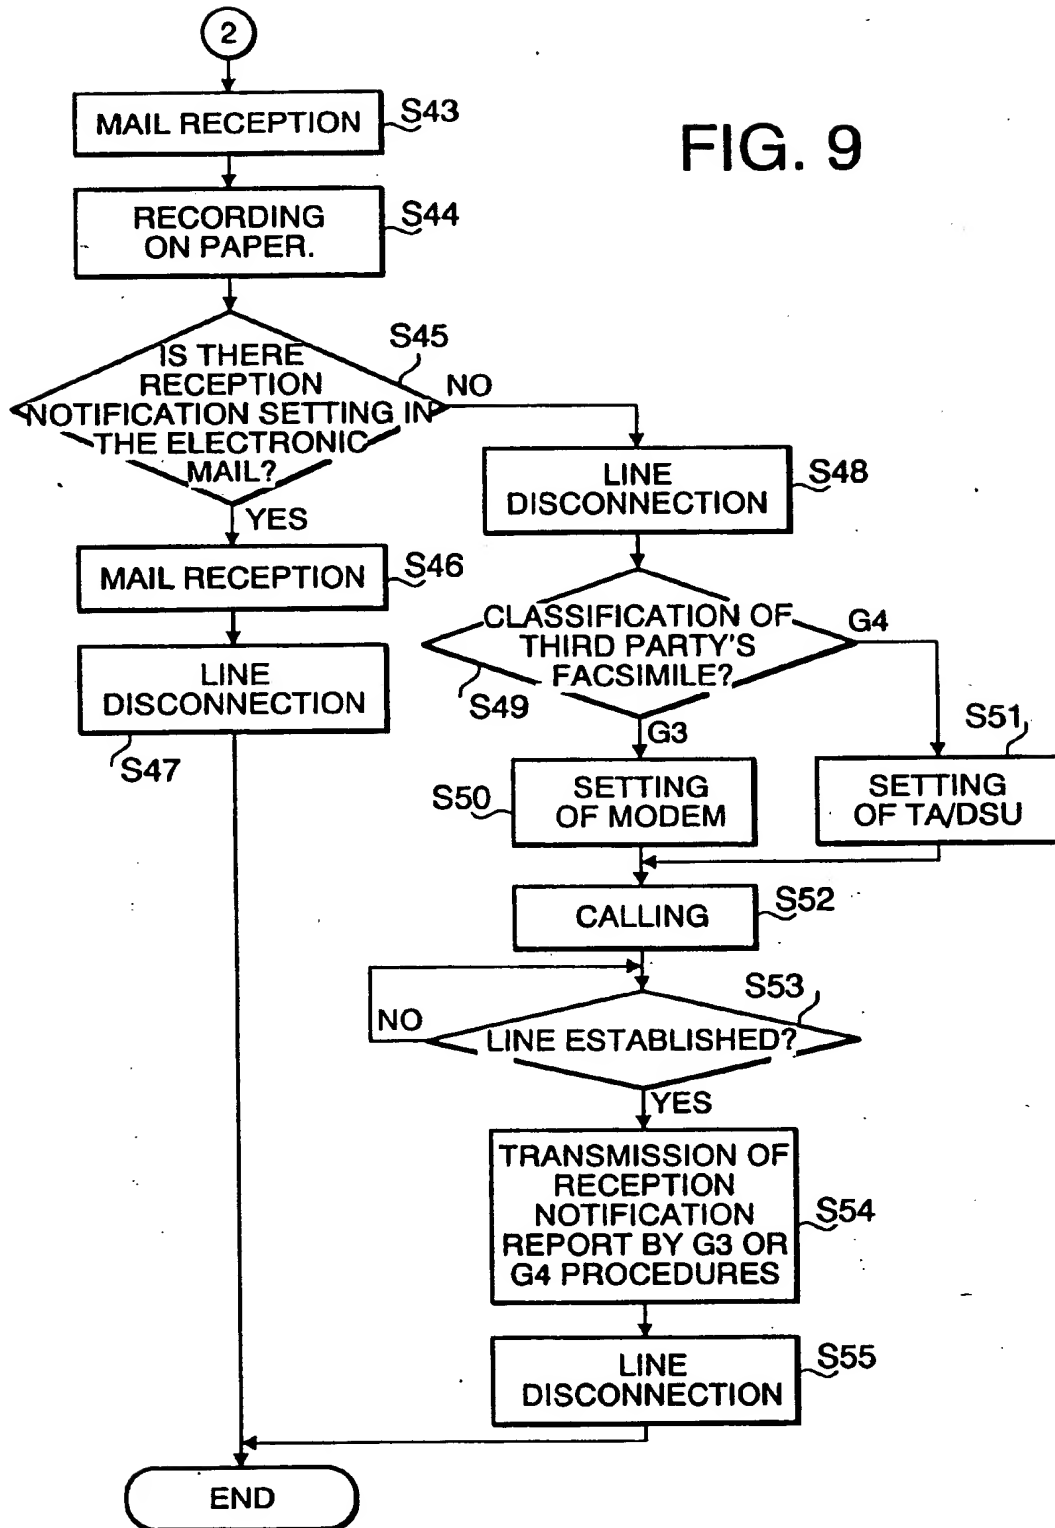 2
MAIL RECEPTION
S43
FIG. 9
RECORDING
ON PAPER.
S44
IS THERE
RECEPTION
NOTIFICATION SETTING IN
THE ELECTRONIC
MAIL?
S45
NO
YES
MAIL RECEPTION
S46
LINE
DISCONNECTION
S47
LINE
DISCONNECTION
S48
CLASSIFICATION OF
THIRD PARTY'S
FACSIMILE?
S49
G4
G3
SETTING
OF MODEM
S50
SETTING
OF TA/DSU
S51
CALLING
S52
LINE ESTABLISHED?
S53
NO
YES
TRANSMISSION OF
RECEPTION
NOTIFICATION
REPORT BY G3 OR
G4 PROCEDURES
S54
LINE
DISCONNECTION
S55
END